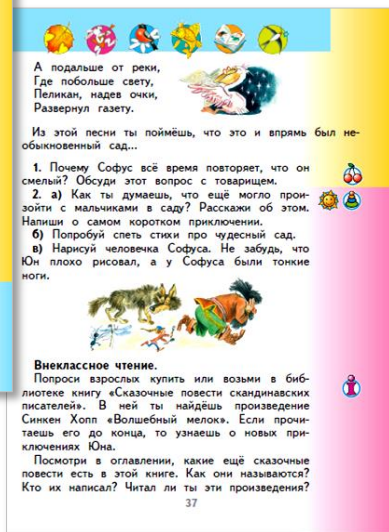 А подальше от реки,
Где побольше свету,
Пеликан, надев очки,
Развернул газету.
Из этой песни ты поймёшь, что это и впрямь был не-
обыкновенный сад...
1. Почему Софус всё время повторяет, что он
смелый? Обсуди этот вопрос с товарищем.
2. а) Как ты думаешь, что ещё могло прои-
зойти с мальчиками в саду? Расскажи об этом.
Напиши о самом коротком приключении.
б) Попробуй спеть стихи про чудесный сад.
в) Нарисуй человечка Софуса. Не забудь, что
Юн плохо рисовал, а у Софуса были тонкие
ноги.
Внеклассное чтение.
Попроси взрослых купить или возьми в биб-
лиотеке книгу «Сказочные повести скандинавских
писателей». В ней ты найдёшь произведение
Синкен Хопп «Волшебный мелок». Если прочи-
таешь его до конца, то узнаешь о новых при-
ключениях Юна.
Посмотри в оглавлении, какие ещё сказочные
повести есть в этой книге. Как они называются?
Кто их написал? Читал ли ты эти произведения?
37